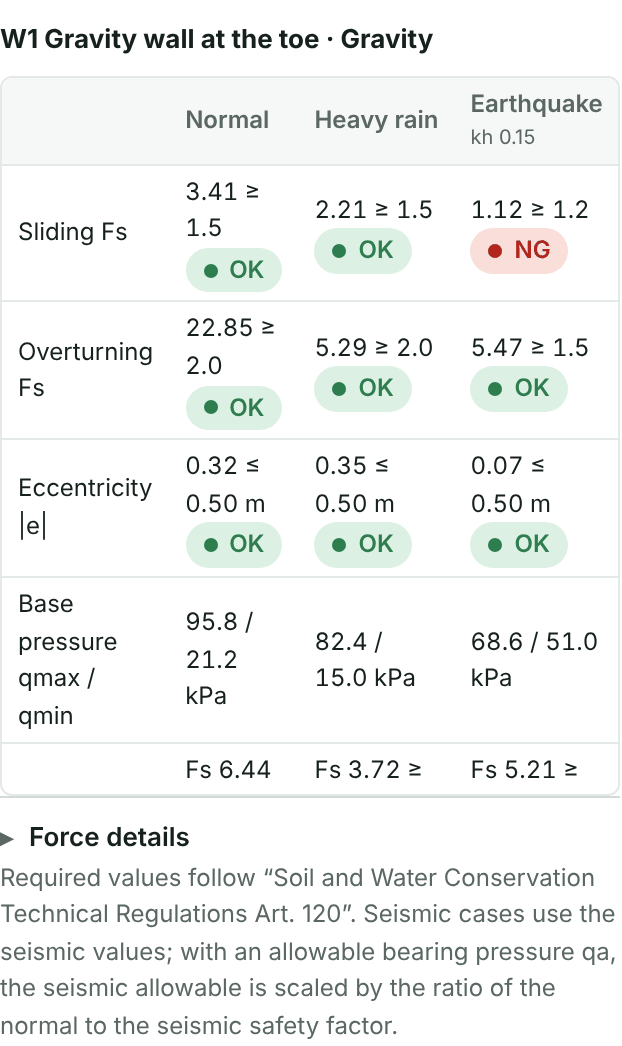 W1 Gravity wall at the toe · Gravity
Normal
Heavy rain
Earthquake
kh 0.15
Sliding Fs
3.41 ≥
1.5
OK
2.21 ≥ 1.5
OK
1.12 ≥ 1.2
NG
Overturning
Fs
22.85 ≥
2.0
OK
5.29 ≥ 2.0
OK
5.47 ≥ 1.5
OK
Eccentricity
|e|
0.32 ≤
0.50 m
OK
0.35 ≤
0.50 m
OK
0.07 ≤
0.50 m
OK
Base
pressure
qmax /
qmin
95.8 /
21.2
kPa
82.4 /
15.0 kPa
68.6 / 51.0
kPa
Fs 6.44
Fs 3.72 ≥
Fs 5.21 ≥
▸ Force details
Required values follow “Soil and Water Conservation
Technical Regulations Art. 120”. Seismic cases use the
seismic values; with an allowable bearing pressure qa,
the seismic allowable is scaled by the ratio of the
normal to the seismic safety factor.